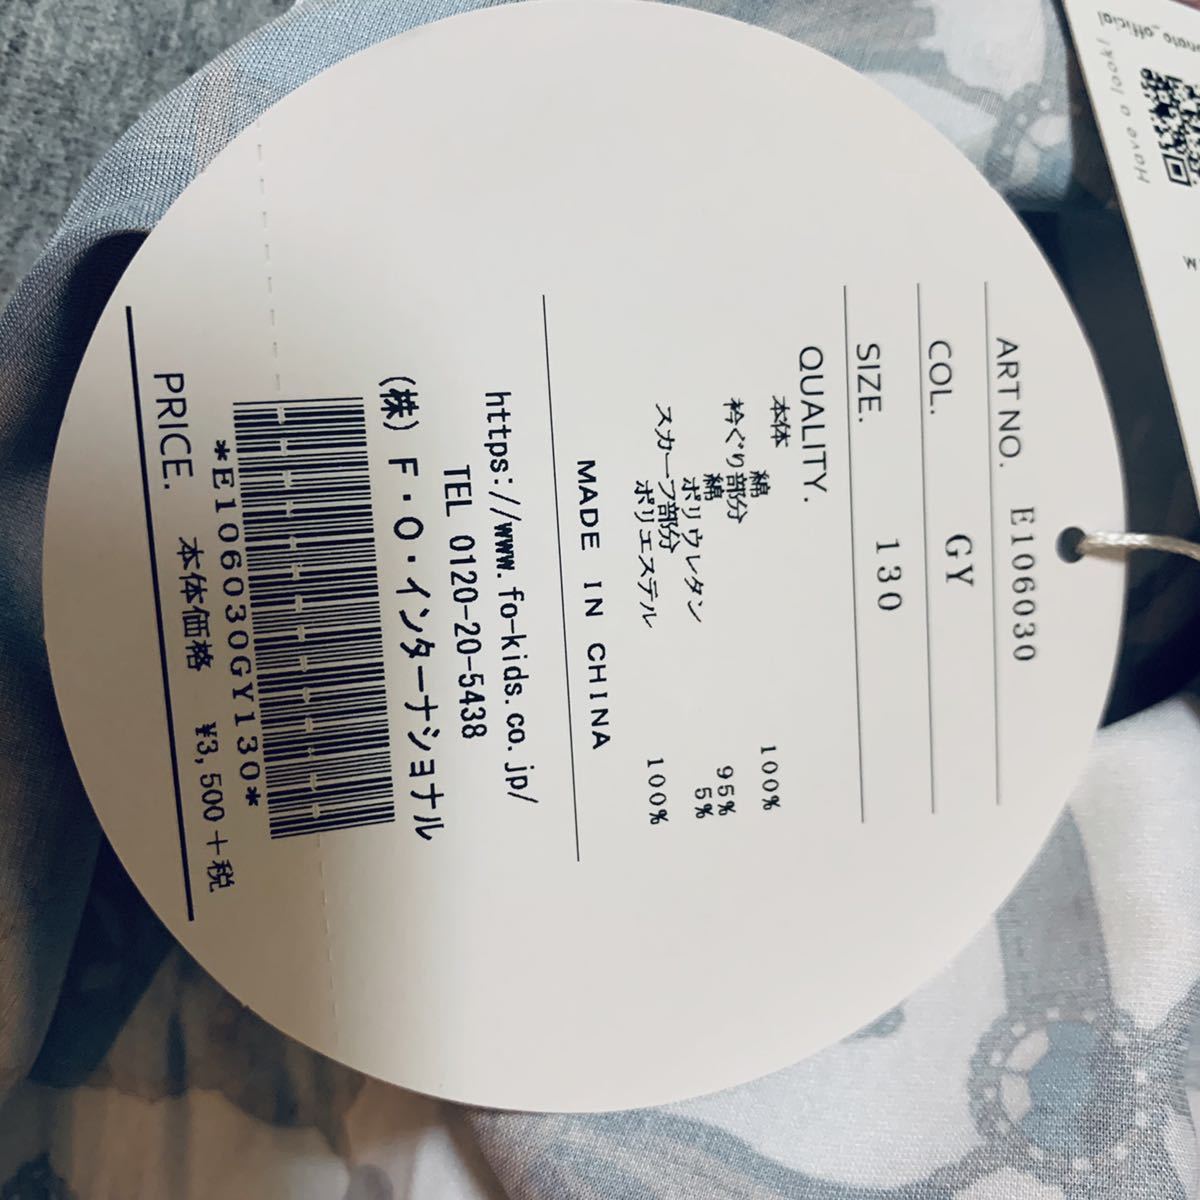 ART NO. E106030
COL. GY
SIZE. 130
QUALITY.
本体
綿 100%
衿ぐり部分
綿 95%
ポリウレタン 5%
スカーフ部分
ポリエステル 100%
MADE IN CHINA
https://www.fo-kids.co.jp/
TEL 0120-20-5438
(株) F・O・インターナショナル
*E106030GY130*
PRICE. 本体価格 ¥3,500+税
_official
Have a look!